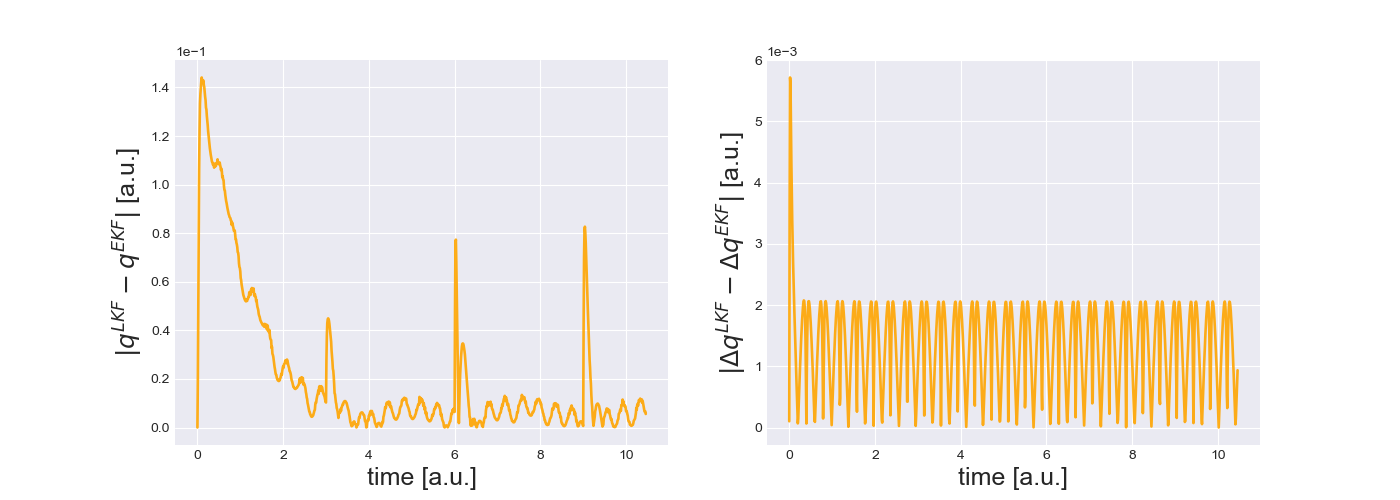 1e−1
1.4
1.2
1.0
0.8
0.6
0.4
0.2
0.0
|q^{LKF} − q^{EKF}| [a.u.]
0 2 4 6 8 10
time [a.u.]
1e−3
6
5
4
3
2
1
0
|Δq^{LKF} − Δq^{EKF}| [a.u.]
0 2 4 6 8 10
time [a.u.]